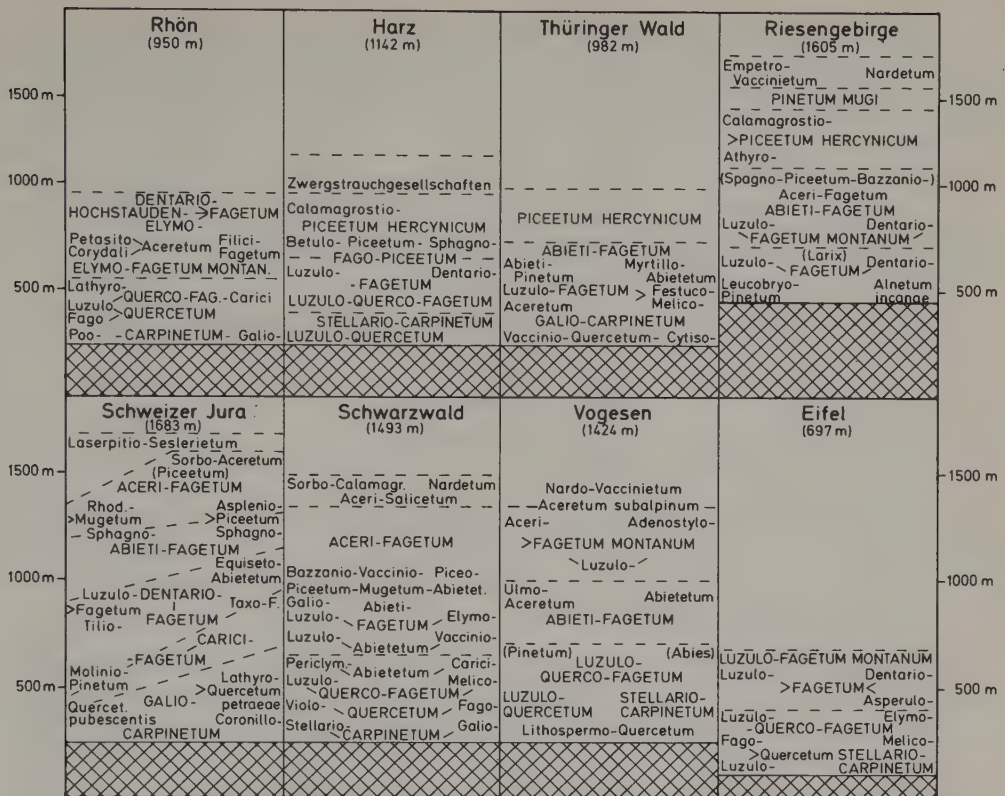 Rhön
(950 m)
DENTARIO-
HOCHSTAUDEN- FAGETUM
ELYMO-
Petasito Filici-
Corydali Aceretum Fagetum
ELYMO-FAGETUM MONTAN.
Lathyro-
Luzulo QUERCO-FAG.-Carici
Fago QUERCETUM
Poo- -CARPINETUM- Galio-
Harz
(1142 m)
Zwergstrauchgesellschaften
Calamagrostio-
PICEETUM HERCYNICUM
Betulo-Piceetum-Sphagno-
FAGO-PICEETUM
Luzulo- Dentario-
-FAGETUM
LUZULO-QUERCO-FAGETUM
STELLARIO-CARPINETUM
LUZULO-QUERCETUM
Thüringer Wald
(982 m)
PICEETUM HERCYNICUM
ABIETI-FAGETUM
Abieti- Myrtillo-
Pinetum Abietetum
Luzulo-FAGETUM > Festuco-
Aceretum Melico-
GALIO-CARPINETUM
Vaccinio-Quercetum- Cytiso-
Riesengebirge
(1605 m)
Empetro- Nardetum
Vaccinietum
PINETUM MUGI
Calamagrostio-
>PICEETUM HERCYNICUM
Athyro-
(Spagno-Piceetum-Bazzanio-)
Aceri-Fagetum
ABIETI-FAGETUM
Luzulo- Dentario-
FAGETUM MONTANUM
Luzulo- (Larix) Dentario-
FAGETUM
Leucobryo- Alnetum
Pinetum incanae
1500 m
1000 m
500 m
1500 m
1000 m
500 m
Schweizer Jura
(1683 m)
Laserpitio-Seslerietum
Sorbo-Aceretum
(Piceetum)
ACERI-FAGETUM
Rhod.- Asplenio-
>Mugetum >Piceetum
Sphagno- Sphagno-
ABIETI-FAGETUM
Equiseto-
Abietetum
Luzulo-DENTARIO- Taxo-F.
>Fagetum FAGETUM
Tilio-
CARICI-
-FAGETUM
Molinio-
Pinetum Lathyro-
Quercet. GALIO- >Quercetum
pubescentis petraeae
Coronillo-
CARPINETUM
Schwarzwald
(1493 m)
Sorbo-Calamagr. Nardetum
Aceri-Salicetum
ACERI-FAGETUM
Bazzanio-Vaccinio- Piceo-
Piceetum-Mugetum-Abietet.
Galio- Abieti-
Luzulo- FAGETUM Elymo-
Luzulo- Vaccinio-
Abietetum
Periclym.- Abietetum Carici-
Luzulo- Melico-
QUERCO-FAGETUM
Violo- QUERCETUM Fago-
Stellario- CARPINETUM Galio-
Vogesen
(1424 m)
Nardo-Vaccinietum
Aceretum subalpinum
Aceri- Adenostylo-
>FAGETUM MONTANUM
Luzulo-
Ulmo- Abietetum
Aceretum
ABIETI-FAGETUM
(Pinetum) (Abies)
LUZULO-
QUERCO-FAGETUM
LUZULO- STELLARIO-
QUERCETUM CARPINETUM
Lithospermo-Quercetum
Eifel
(697 m)
LUZULO-FAGETUM MONTANUM
Luzulo- Dentario-
>FAGETUM<
Asperulo-
Luzulo- Elymo-
-QUERCO-FAGETUM
Fago- Melico-
>Quercetum STELLARIO-
Luzulo- CARPINETUM
1500 m
1000 m
500 m
1500 m
1000 m
500 m